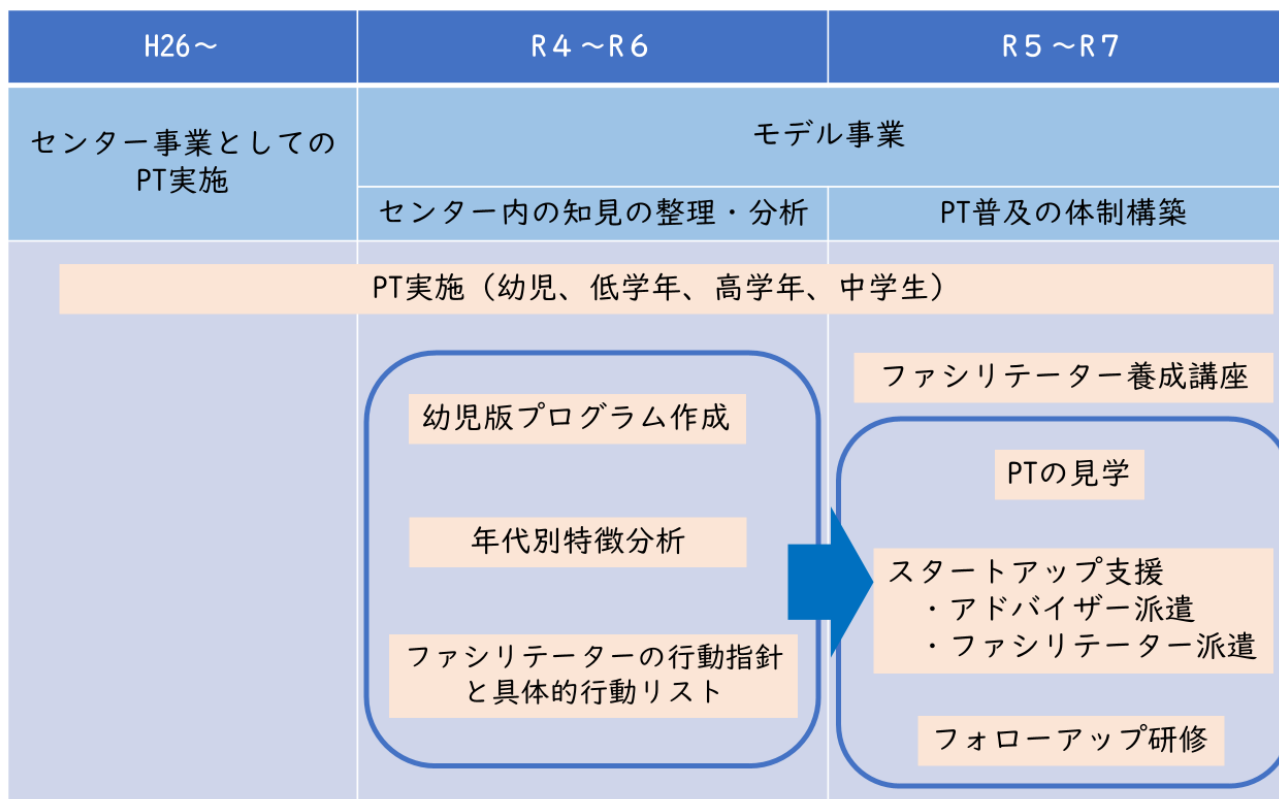 H26～
R４～R６
R５～R７
センター事業としての
PT実施
モデル事業
センター内の知見の整理・分析
PT普及の体制構築
PT実施（幼児、低学年、高学年、中学生）
幼児版プログラム作成
年代別特徴分析
ファシリテーターの行動指針
と具体的行動リスト
ファシリテーター養成講座
PTの見学
スタートアップ支援
・アドバイザー派遣
・ファシリテーター派遣
フォローアップ研修